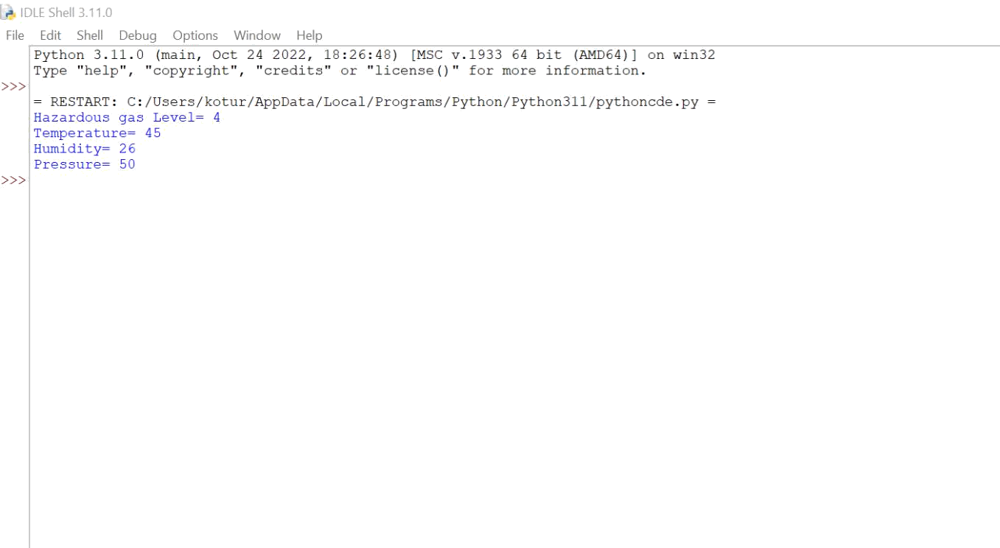 IDLE Shell 3.11.0
File Edit Shell Debug Options Window Help
Python 3.11.0 (main, Oct 24 2022, 18:26:48) [MSC v.1933 64 bit (AMD64)] on win32
Type "help", "copyright", "credits" or "license()" for more information.
>>>
= RESTART: C:/Users/kotur/AppData/Local/Programs/Python/Python311/pythoncde.py =
Hazardous gas Level= 4
Temperature= 45
Humidity= 26
Pressure= 50
>>>